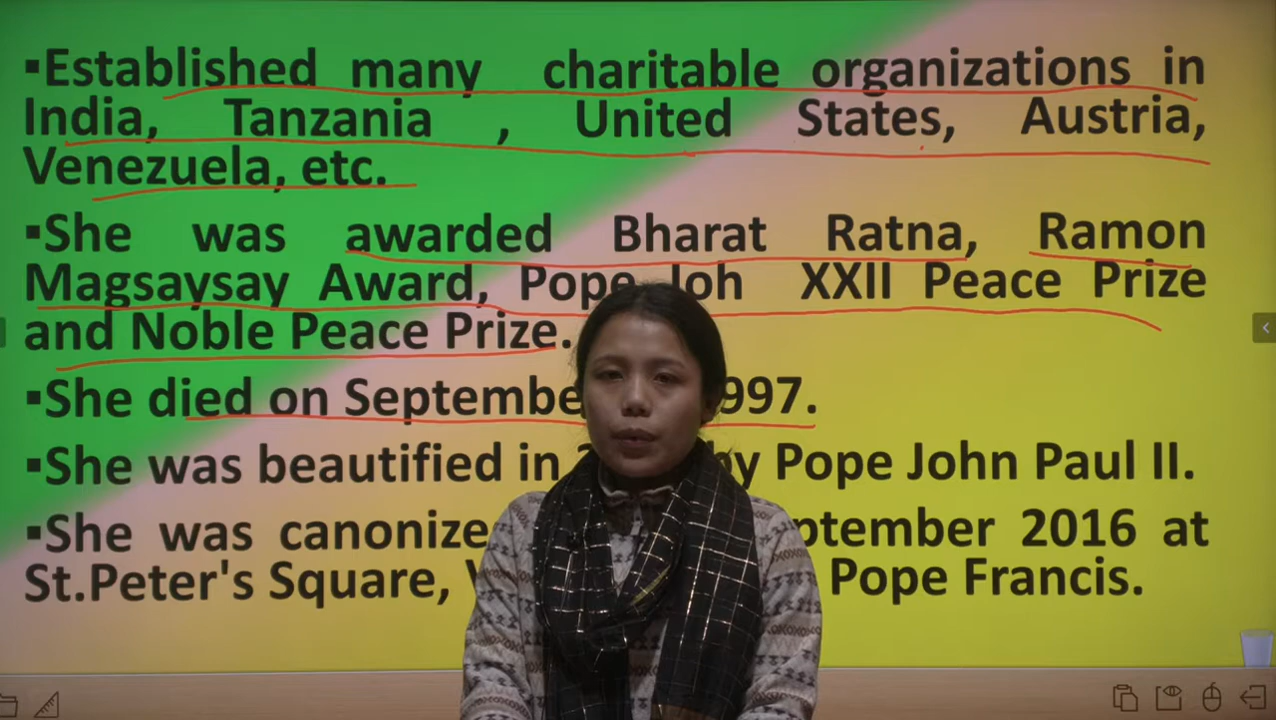 ▪Established many charitable organizations in
India, Tanzania , United States, Austria,
Venezuela, etc.
▪She was awarded Bharat Ratna, Ramon
Magsaysay Award, Pope Joh XXII Peace Prize
and Noble Peace Prize.
▪She died on Septembe 997.
▪She was beautified in by Pope John Paul II.
▪She was canonize ptember 2016 at
St.Peter's Square, Pope Francis.